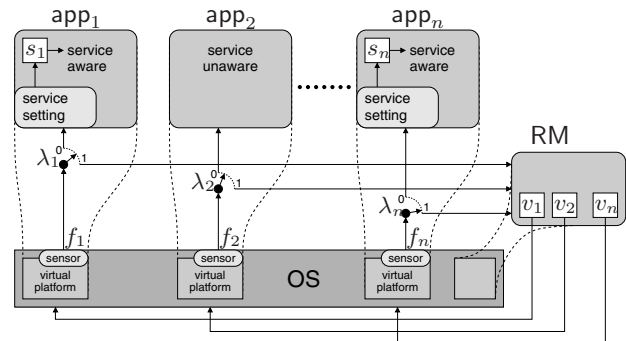 app₁ app₂ appₙ
s₁ service aware
service unaware
sₙ service aware
service setting
service setting
RM
λ₁ 0 1
λ₂ 0 1
λₙ 0 1
v₁ v₂ vₙ
f₁ f₂ fₙ
sensor sensor sensor
virtual platform
virtual platform
OS
virtual platform